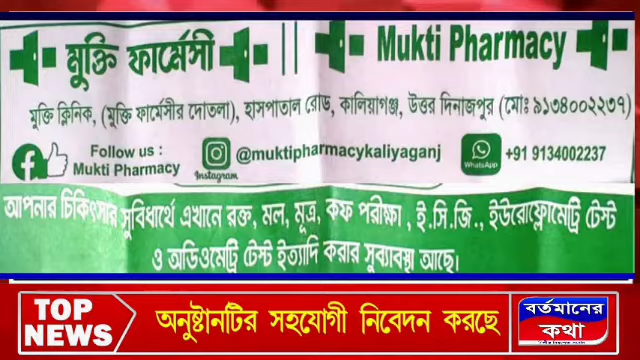 মুক্তি ফার্মেসী || Mukti Pharmacy
মুক্তি ক্লিনিক, (মুক্তি ফার্মেসীর দোতলা), হাসপাতাল রোড, কালিয়াগঞ্জ, উত্তর দিনাজপুর (মোঃ ৯১৩৪০০২২৩৭)
Follow us :
Mukti Pharmacy
Instagram
@muktipharmacykaliyaganj
WhatsApp
+91 9134002237
আপনার চিকিৎসার সুবিধার্থে এখানে রক্ত, মল, মূত্র, কফ পরীক্ষা , ই.সি.জি., ইউরোফ্লোমেট্রি টেস্ট
ও অডিওমেট্রি টেস্ট ইত্যাদি করার সুব্যাবস্থা আছে।
TOP
NEWS
অনুষ্টানটির সহযোগী নিবেদন করছে
বর্তমানের
কথা